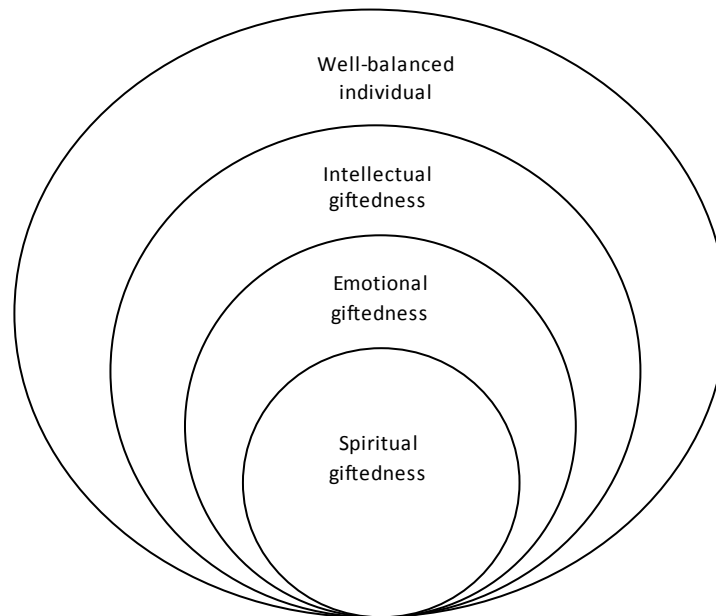 Well-balanced
individual
Intellectual
giftedness
Emotional
giftedness
Spiritual
giftedness